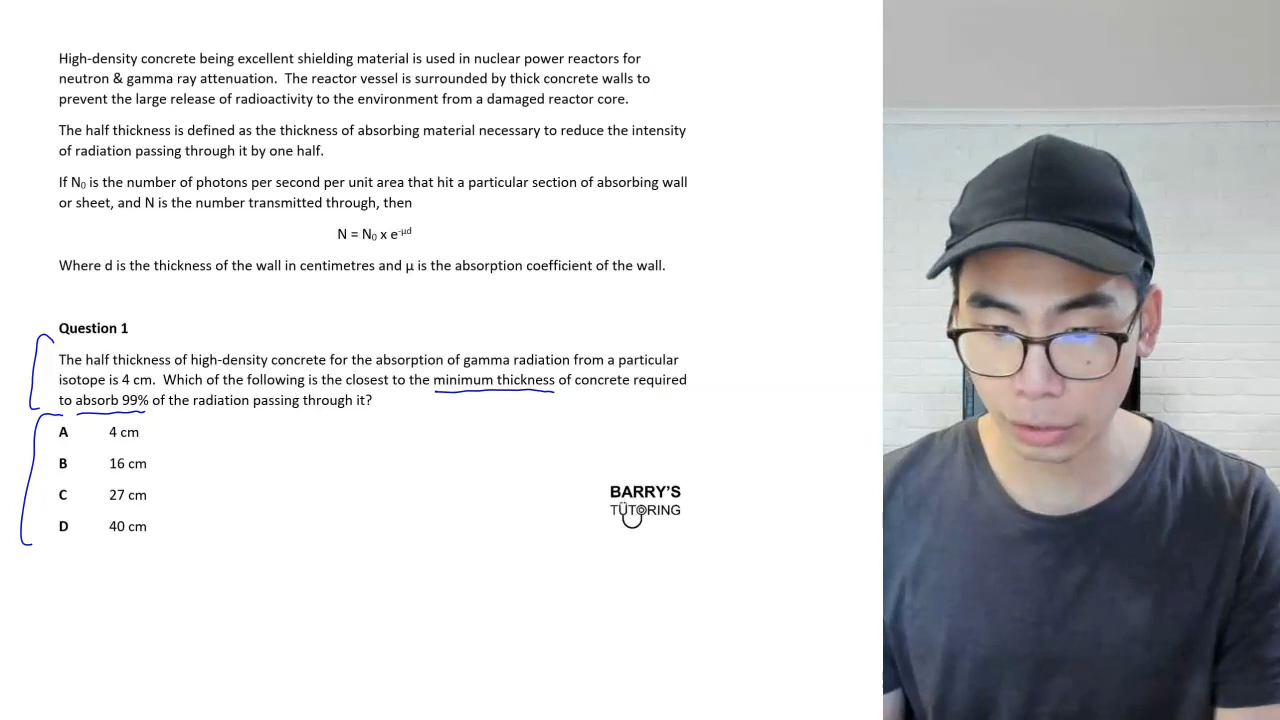 High-density concrete being excellent shielding material is used in nuclear power reactors for
neutron & gamma ray attenuation.  The reactor vessel is surrounded by thick concrete walls to
prevent the large release of radioactivity to the environment from a damaged reactor core.
The half thickness is defined as the thickness of absorbing material necessary to reduce the intensity
of radiation passing through it by one half.
If N₀ is the number of photons per second per unit area that hit a particular section of absorbing wall
or sheet, and N is the number transmitted through, then
N = N₀ x e^-μd
Where d is the thickness of the wall in centimetres and μ is the absorption coefficient of the wall.
Question 1
The half thickness of high-density concrete for the absorption of gamma radiation from a particular
isotope is 4 cm.  Which of the following is the closest to the minimum thickness of concrete required
to absorb 99% of the radiation passing through it?
A 4 cm
B 16 cm
C 27 cm
D 40 cm
BARRY'S
TÜTORING